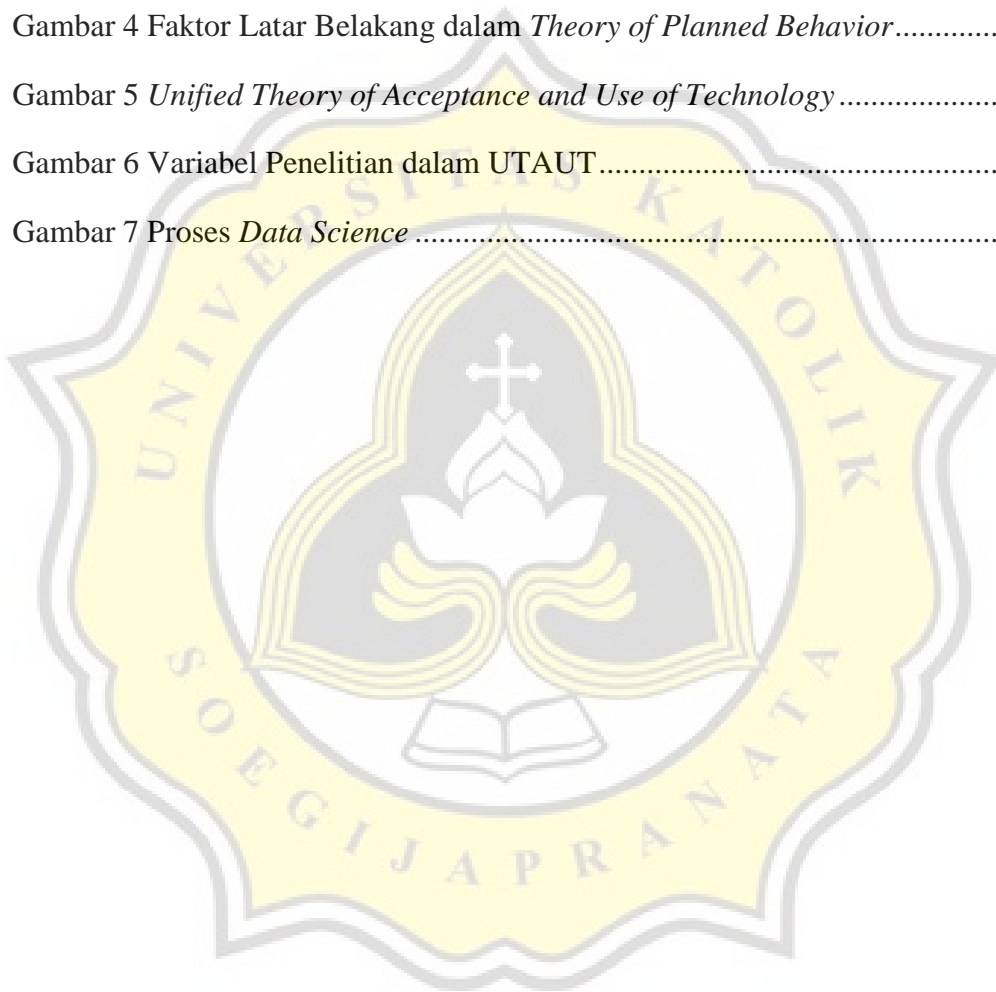 Gambar 4 Faktor Latar Belakang dalam Theory of Planned Behavior.............
Gambar 5 Unified Theory of Acceptance and Use of Technology....................
Gambar 6 Variabel Penelitian dalam UTAUT..................................................
Gambar 7 Proses Data Science.........................................................................
UNIVERSITAS KATOLIK
SOEGIJAPRANATA